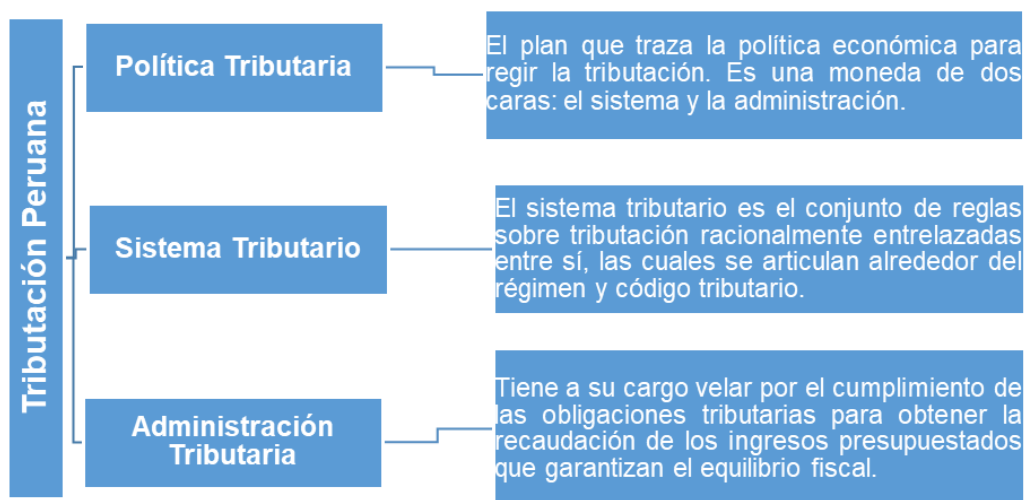 Tributación Peruana
Política Tributaria
El plan que traza la política económica para
regir la tributación. Es una moneda de dos
caras: el sistema y la administración.
Sistema Tributario
El sistema tributario es el conjunto de reglas
sobre tributación racionalmente entrelazadas
entre sí, las cuales se articulan alrededor del
régimen y código tributario.
Administración
Tributaria
Tiene a su cargo velar por el cumplimiento de
las obligaciones tributarias para obtener la
recaudación de los ingresos presupuestados
que garantizan el equilibrio fiscal.